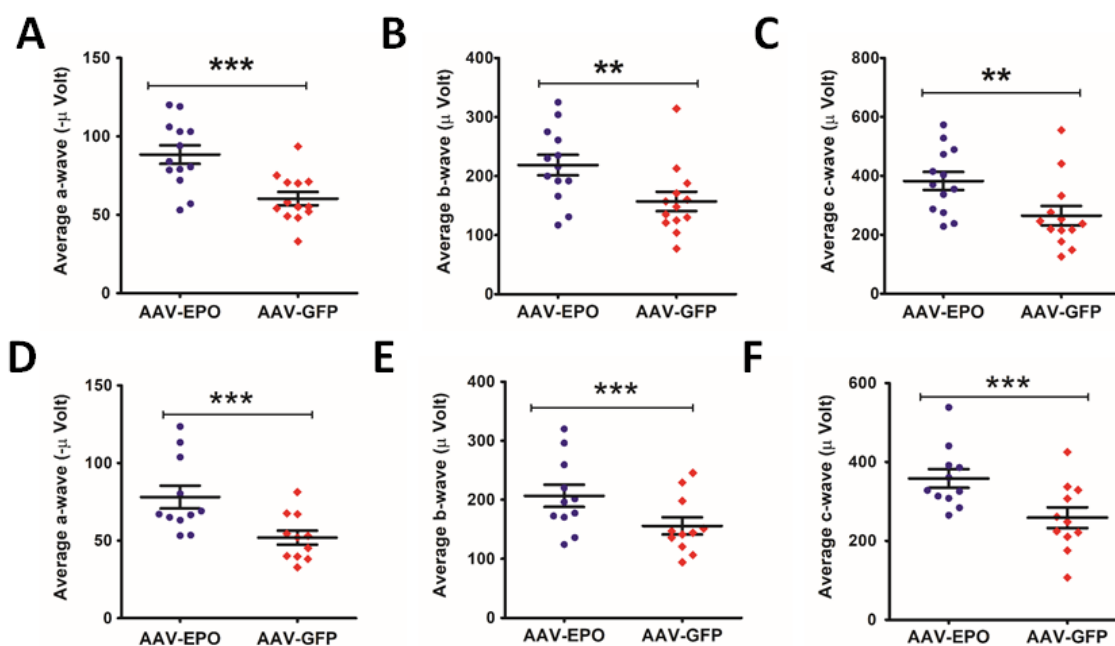 A
Average a-wave (-μ Volt)
150
100
50
0
***
AAV-EPO AAV-GFP
B
Average b-wave (μ Volt)
400
300
200
100
0
**
AAV-EPO AAV-GFP
C
Average c-wave (μ Volt)
800
600
400
200
0
**
AAV-EPO AAV-GFP
D
Average a-wave (-μ Volt)
150
100
50
0
***
AAV-EPO AAV-GFP
E
Average b-wave (μ Volt)
400
300
200
100
0
***
AAV-EPO AAV-GFP
F
Average c-wave (μ Volt)
600
400
200
0
***
AAV-EPO AAV-GFP